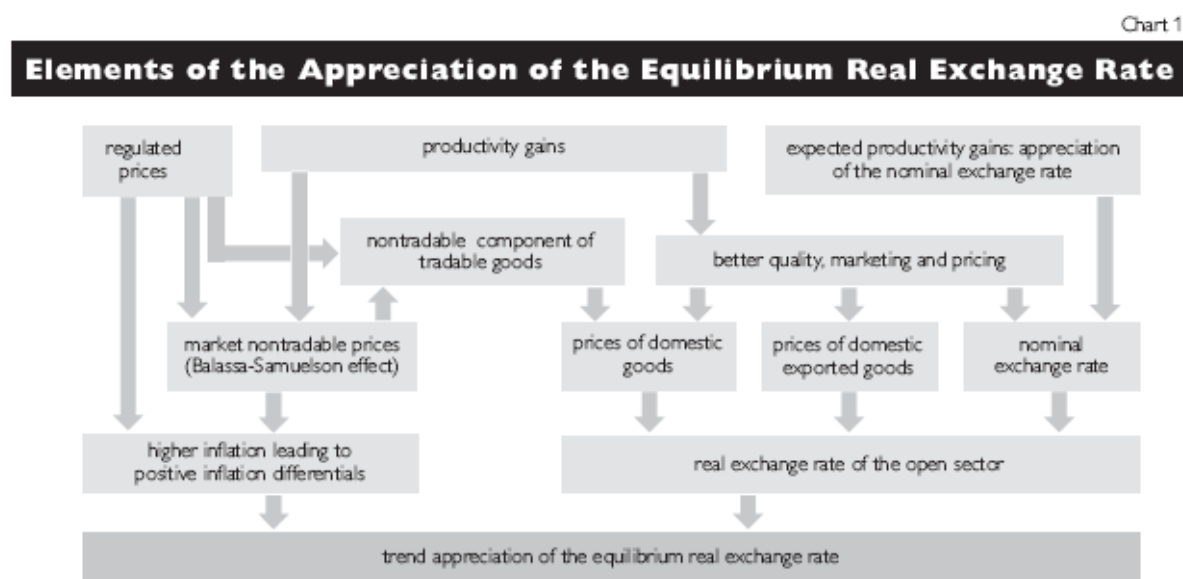 Chart 1
Elements of the Appreciation of the Equilibrium Real Exchange Rate
regulated
prices
productivity gains
expected productivity gains: appreciation
of the nominal exchange rate
nontradable component of
tradable goods
better quality, marketing and pricing
market nontradable prices
(Balassa-Samuelson effect)
prices of domestic
goods
prices of domestic
exported goods
nominal
exchange rate
higher inflation leading to
positive inflation differentials
real exchange rate of the open sector
trend appreciation of the equilibrium real exchange rate